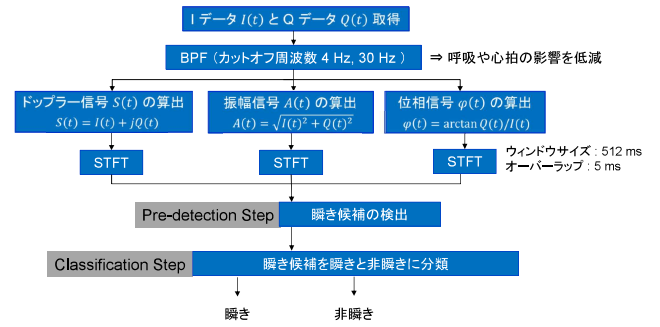 I データ I(t) と Q データ Q(t) 取得
BPF（カットオフ周波数 4 Hz, 30 Hz ）
⇒ 呼吸や心拍の影響を低減
ドップラー信号 S(t) の算出
S(t) = I(t) + jQ(t)
振幅信号 A(t) の算出
A(t) = √(I(t)² + Q(t)²)
位相信号 φ(t) の算出
φ(t) = arctan Q(t)/I(t)
STFT
STFT
STFT
ウィンドウサイズ : 512 ms
オーバーラップ : 5 ms
Pre-detection Step
瞬き候補の検出
Classification Step
瞬き候補を瞬きと非瞬きに分類
瞬き
非瞬き